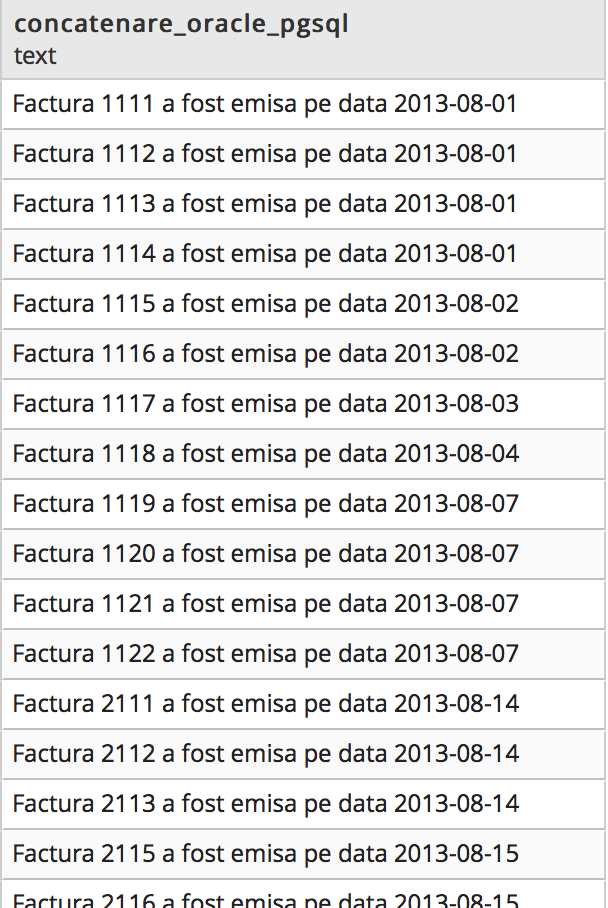 concatenare_oracle_pgsql
text
Factura 1111 a fost emisa pe data 2013-08-01
Factura 1112 a fost emisa pe data 2013-08-01
Factura 1113 a fost emisa pe data 2013-08-01
Factura 1114 a fost emisa pe data 2013-08-01
Factura 1115 a fost emisa pe data 2013-08-02
Factura 1116 a fost emisa pe data 2013-08-02
Factura 1117 a fost emisa pe data 2013-08-03
Factura 1118 a fost emisa pe data 2013-08-04
Factura 1119 a fost emisa pe data 2013-08-07
Factura 1120 a fost emisa pe data 2013-08-07
Factura 1121 a fost emisa pe data 2013-08-07
Factura 1122 a fost emisa pe data 2013-08-07
Factura 2111 a fost emisa pe data 2013-08-14
Factura 2112 a fost emisa pe data 2013-08-14
Factura 2113 a fost emisa pe data 2013-08-14
Factura 2115 a fost emisa pe data 2013-08-15
Factura 2116 a fost emisa pe data 2013-08-15